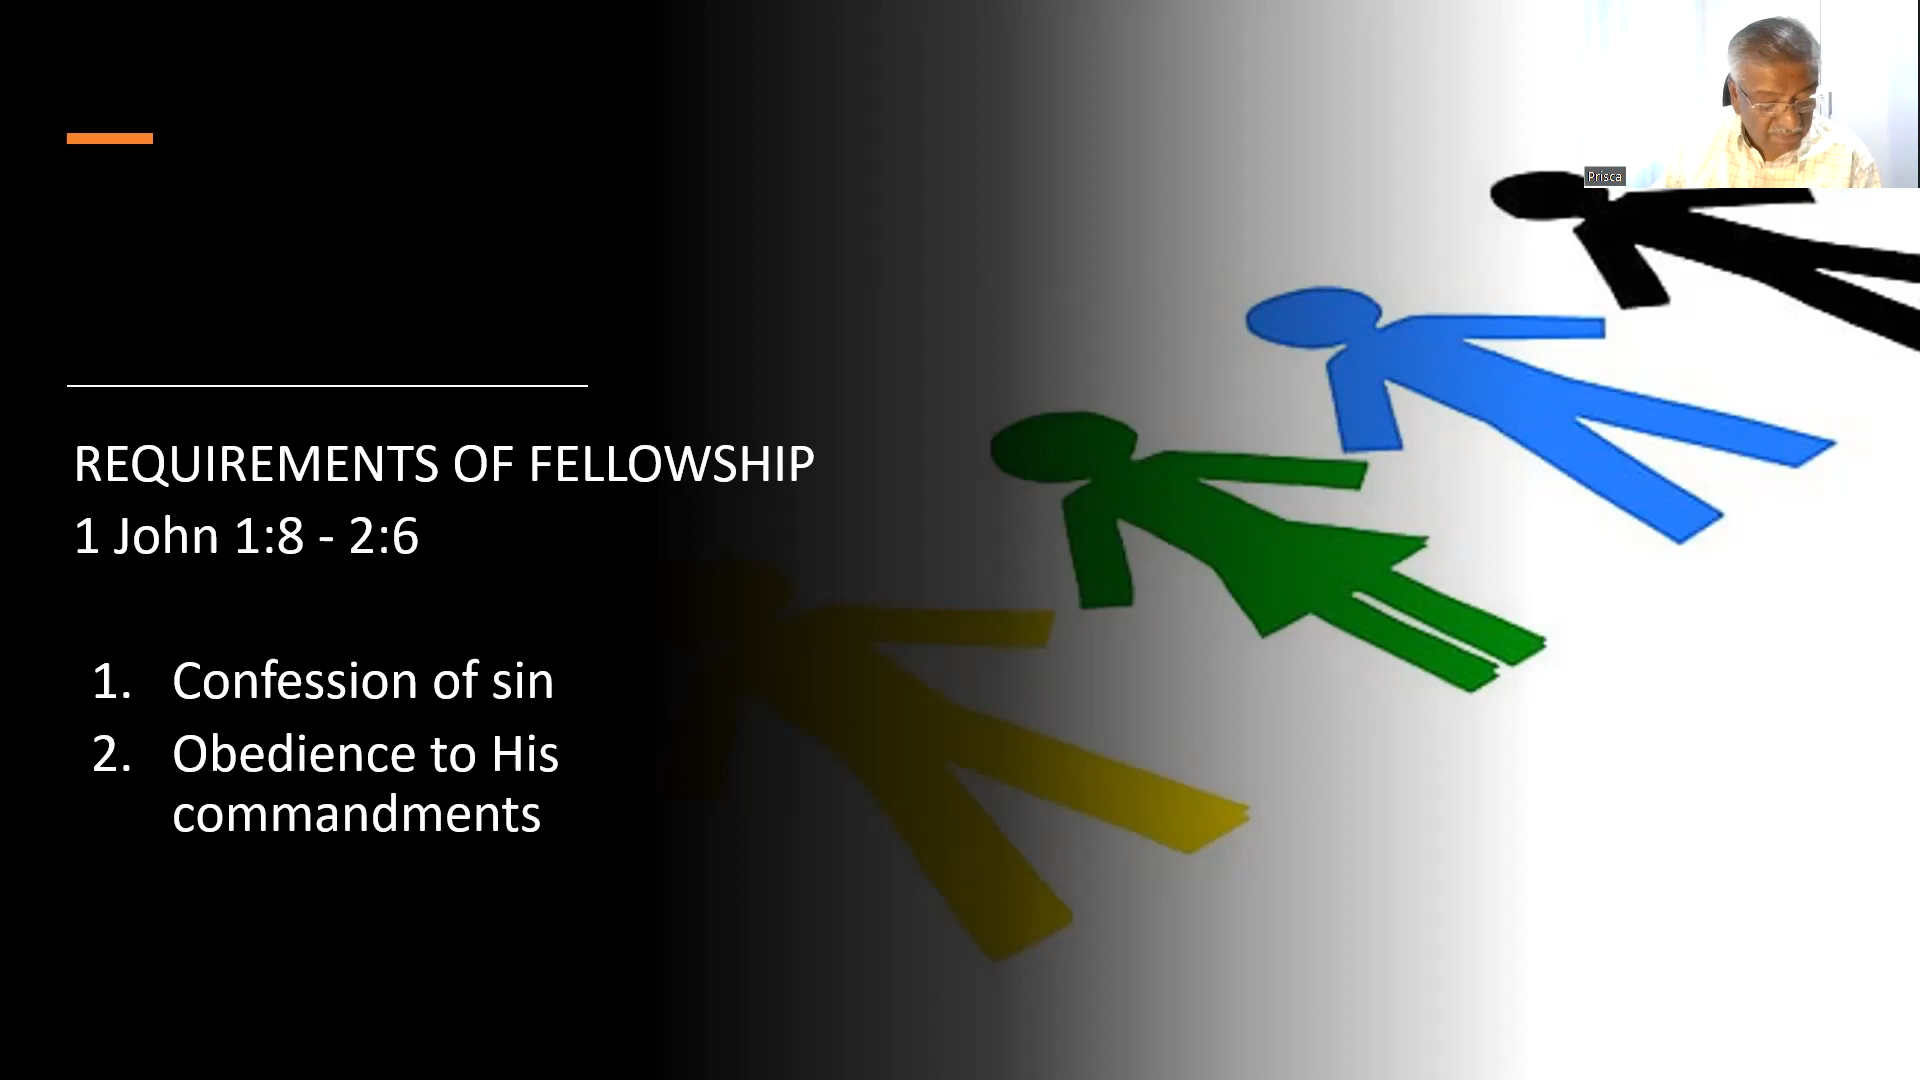 Prisca
REQUIREMENTS OF FELLOWSHIP
1 John 1:8 - 2:6
1. Confession of sin
2. Obedience to His
commandments